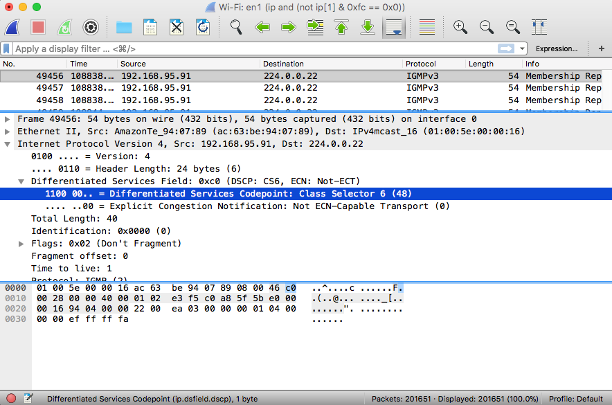 Wi-Fi: en1 (ip and (not ip[1] & 0xfc == 0x0))
Apply a display filter ... <⌘/> Expression... +
No. Time Source Destination Protocol Length Info
49456 108838.… 192.168.95.91 224.0.0.22 IGMPv3 54 Membership Rep
49457 108838.… 192.168.95.91 224.0.0.22 IGMPv3 54 Membership Rep
49458 108838.… 192.168.95.91 224.0.0.22 IGMPv3 54 Membership Rep
Frame 49456: 54 bytes on wire (432 bits), 54 bytes captured (432 bits) on interface 0
Ethernet II, Src: AmazonTe_94:07:89 (ac:63:be:94:07:89), Dst: IPv4mcast_16 (01:00:5e:00:00:16)
Internet Protocol Version 4, Src: 192.168.95.91, Dst: 224.0.0.22
0100 .... = Version: 4
.... 0110 = Header Length: 24 bytes (6)
Differentiated Services Field: 0xc0 (DSCP: CS6, ECN: Not-ECT)
1100 00.. = Differentiated Services Codepoint: Class Selector 6 (48)
.... ..00 = Explicit Congestion Notification: Not ECN-Capable Transport (0)
Total Length: 40
Identification: 0x0000 (0)
Flags: 0x02 (Don't Fragment)
Fragment offset: 0
Time to live: 1
Protocol: IGMP (2)
0000 01 00 5e 00 00 16 ac 63 be 94 07 89 08 00 46 c0 ..^....c ......F.
0010 00 28 00 00 40 00 01 02 e3 f5 c0 a8 5f 5b e0 00 .(..@... ...._[..
0020 00 16 94 04 00 00 22 00 ea 03 00 00 00 01 04 00 ......". ........
0030 00 00 ef ff ff fa ......
Differentiated Services Codepoint (ip.dsfield.dscp), 1 byte Packets: 201651 · Displayed: 201651 (100.0%) Profile: Default